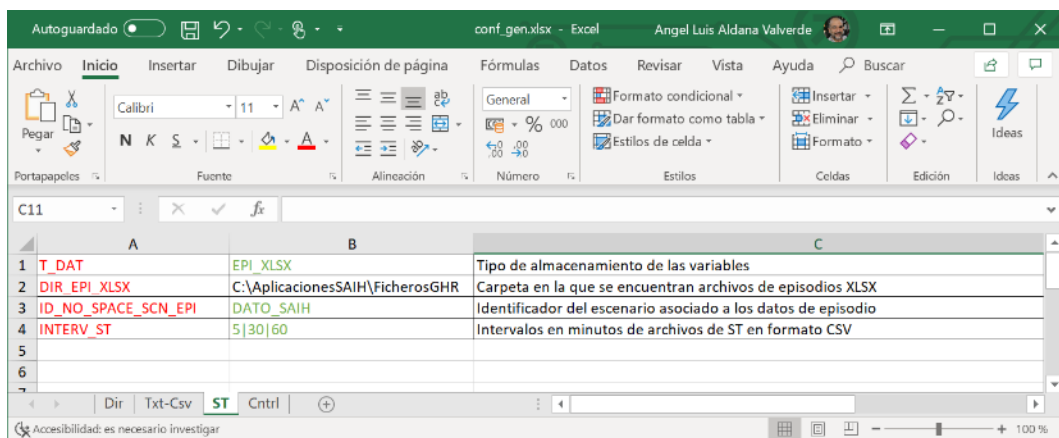 Autoguardado
conf_gen.xlsx - Excel
Angel Luis Aldana Valverde
Archivo Inicio Insertar Dibujar Disposición de página Fórmulas Datos Revisar Vista Ayuda Buscar
Pegar
Calibri 11 A^ A˅
N K S A
ab
General
% 000
Formato condicional
Dar formato como tabla
Estilos de celda
Insertar
Eliminar
Formato
Ideas
Portapapeles Fuente Alineación Número Estilos Celdas Edición Ideas
C11 fx
A B C
1 T_DAT EPI_XLSX Tipo de almacenamiento de las variables
2 DIR_EPI_XLSX C:\AplicacionesSAIH\FicherosGHR Carpeta en la que se encuentran archivos de episodios XLSX
3 ID_NO_SPACE_SCN_EPI DATO_SAIH Identificador del escenario asociado a los datos de episodio
4 INTERV_ST 5|30|60 Intervalos en minutos de archivos de ST en formato CSV
5
6
7
Dir Txt-Csv ST Cntrl
Accesibilidad: es necesario investigar 100 %